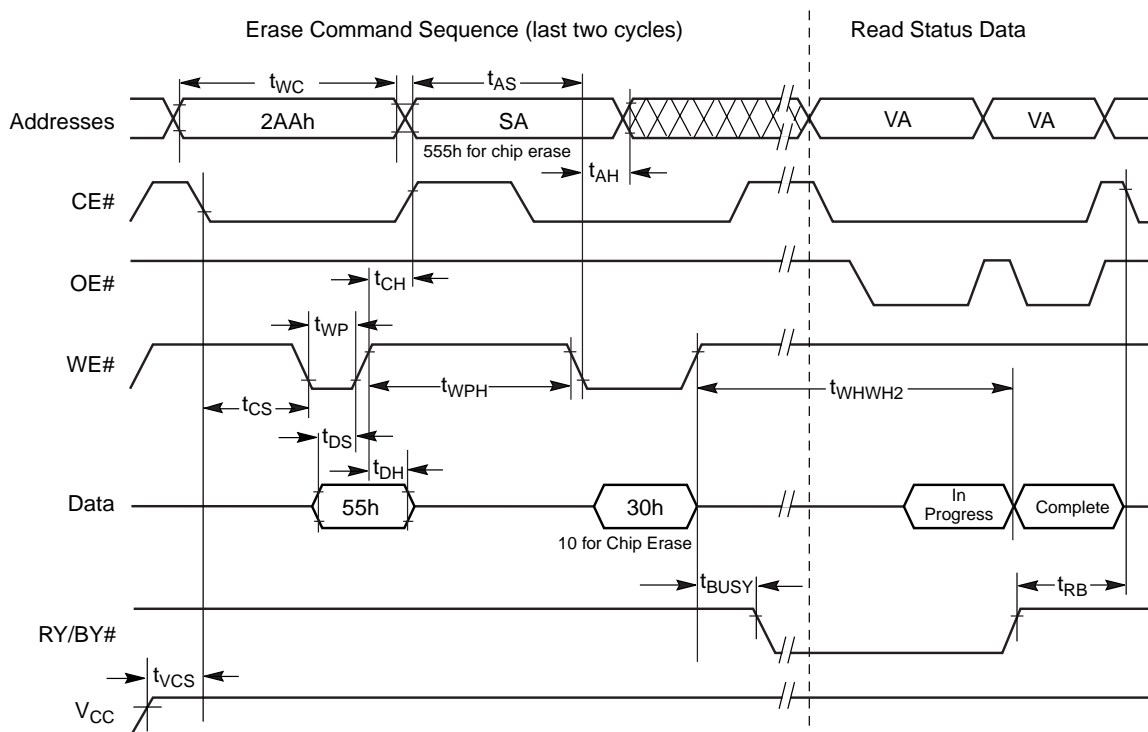 Erase Command Sequence (last two cycles)
Read Status Data
tWC
tAS
Addresses
2AAh
SA
VA
VA
555h for chip erase
tAH
CE#
OE#
tCH
tWP
WE#
tWPH
tWHWH2
tCS
tDS
tDH
Data
55h
30h
In
Progress
Complete
10 for Chip Erase
tBUSY
tRB
RY/BY#
tVCS
VCC